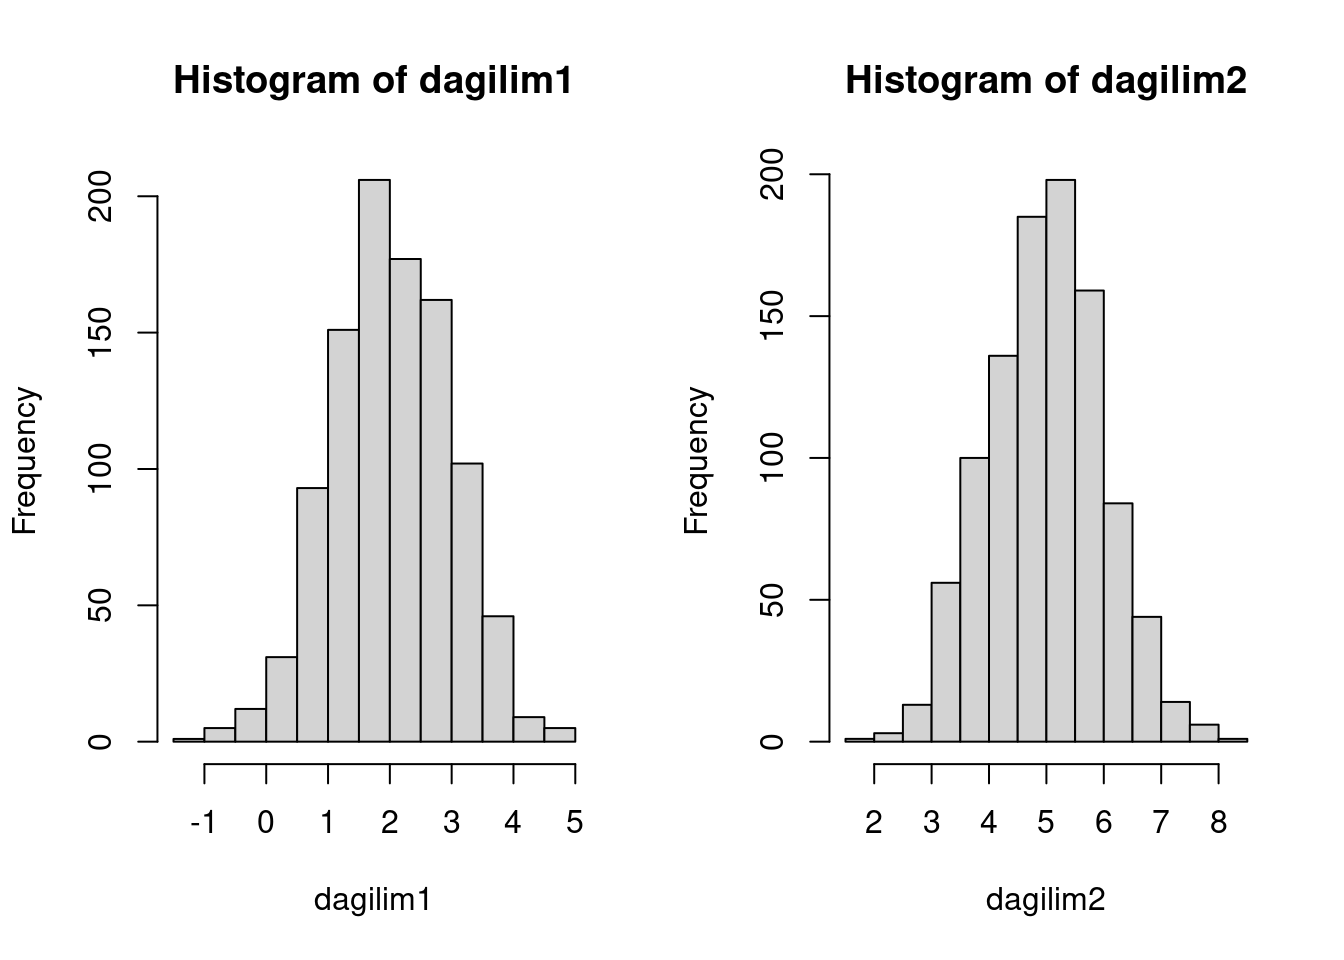 Histogram of dagilim1
Frequency
200
150
100
50
0
-1 0 1 2 3 4 5
dagilim1
Histogram of dagilim2
Frequency
200
150
100
50
0
2 3 4 5 6 7 8
dagilim2